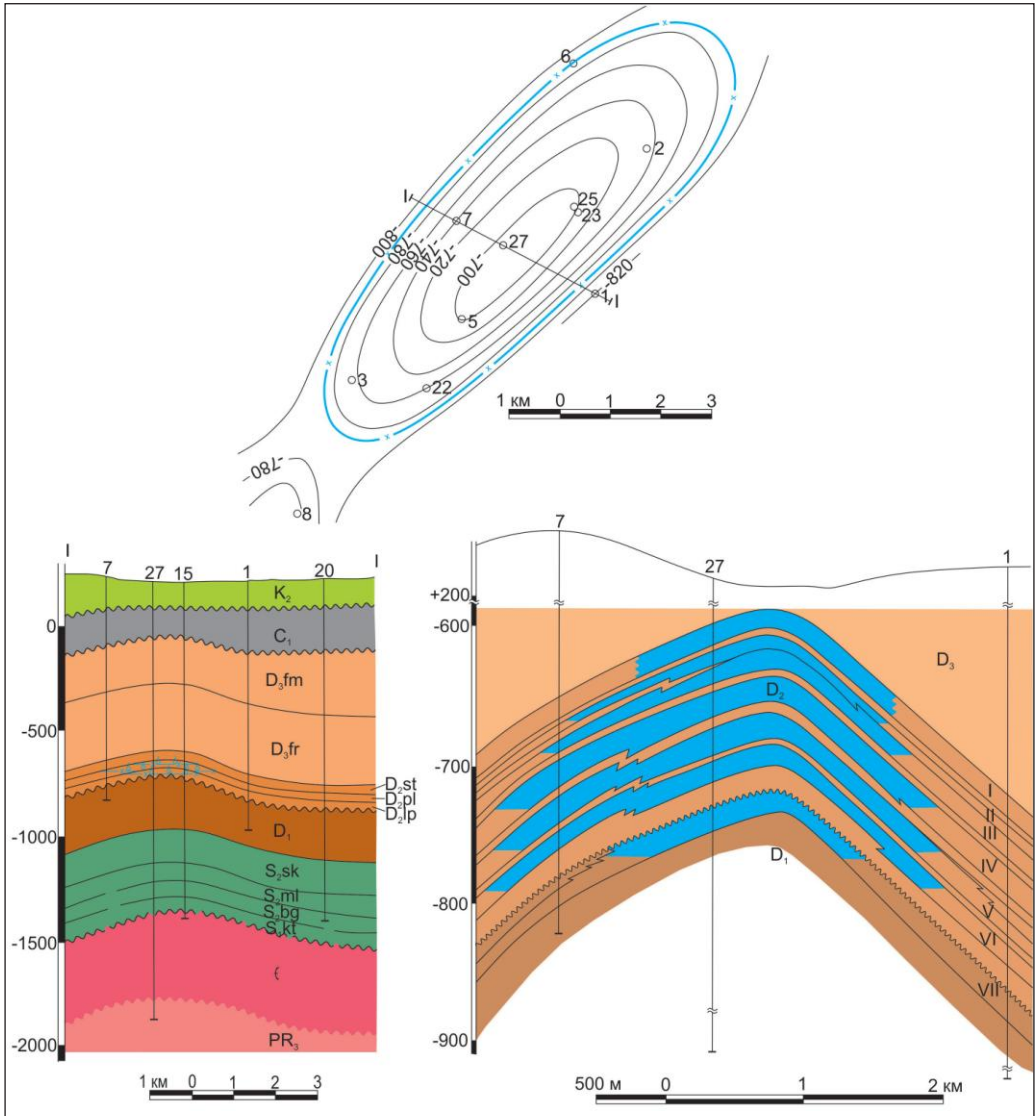 6
2
I
7
25
23
27
-800
-780
-760
-740
-720
-700
-820
1
I
5
3
22
1 км 0 1 2 3
-780
8
I I
7 27 15 1 20
K₂
0
C₁
D₃fm
-500
D₃fr
D₂st
D₂pl
D₂lp
-1000
D₁
S₂sk
S₂ml
S₂bg
-1500
S₁kt
-2000
PR₃
1 км 0 1 2 3
7
27
1
+200
-600
D₃
D₂
-700
I
II
III
IV
V
VI
VII
D₁
-800
-900
500 м 0 1 2 км